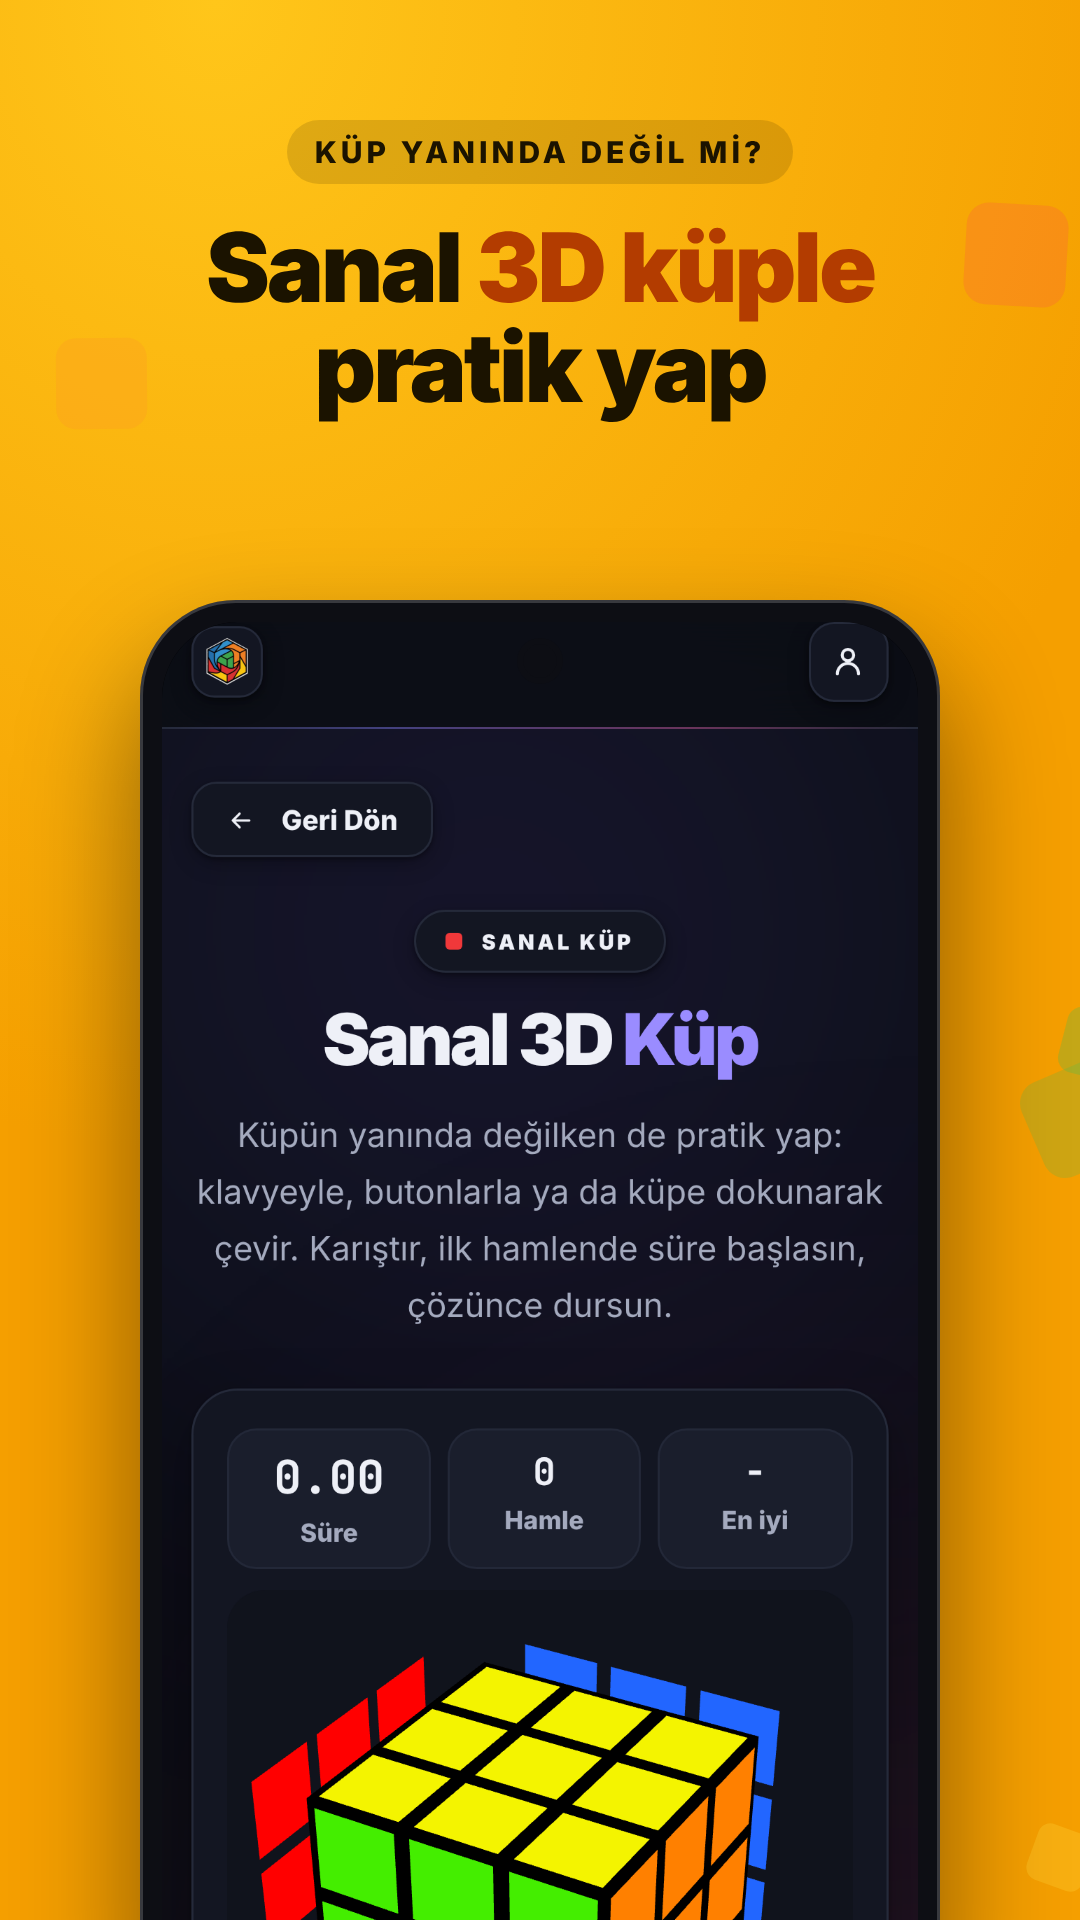 KÜP YANINDA DEĞİL Mİ?
Sanal 3D küple
pratik yap
Geri Dön
SANAL KÜP
Sanal 3D Küp
Küpün yanında değilken de pratik yap:
klavyeyle, butonlarla ya da küpe dokunarak
çevir. Karıştır, ilk hamlende süre başlasın,
çözünce dursun.
0.00
Süre
0
Hamle
-
En iyi